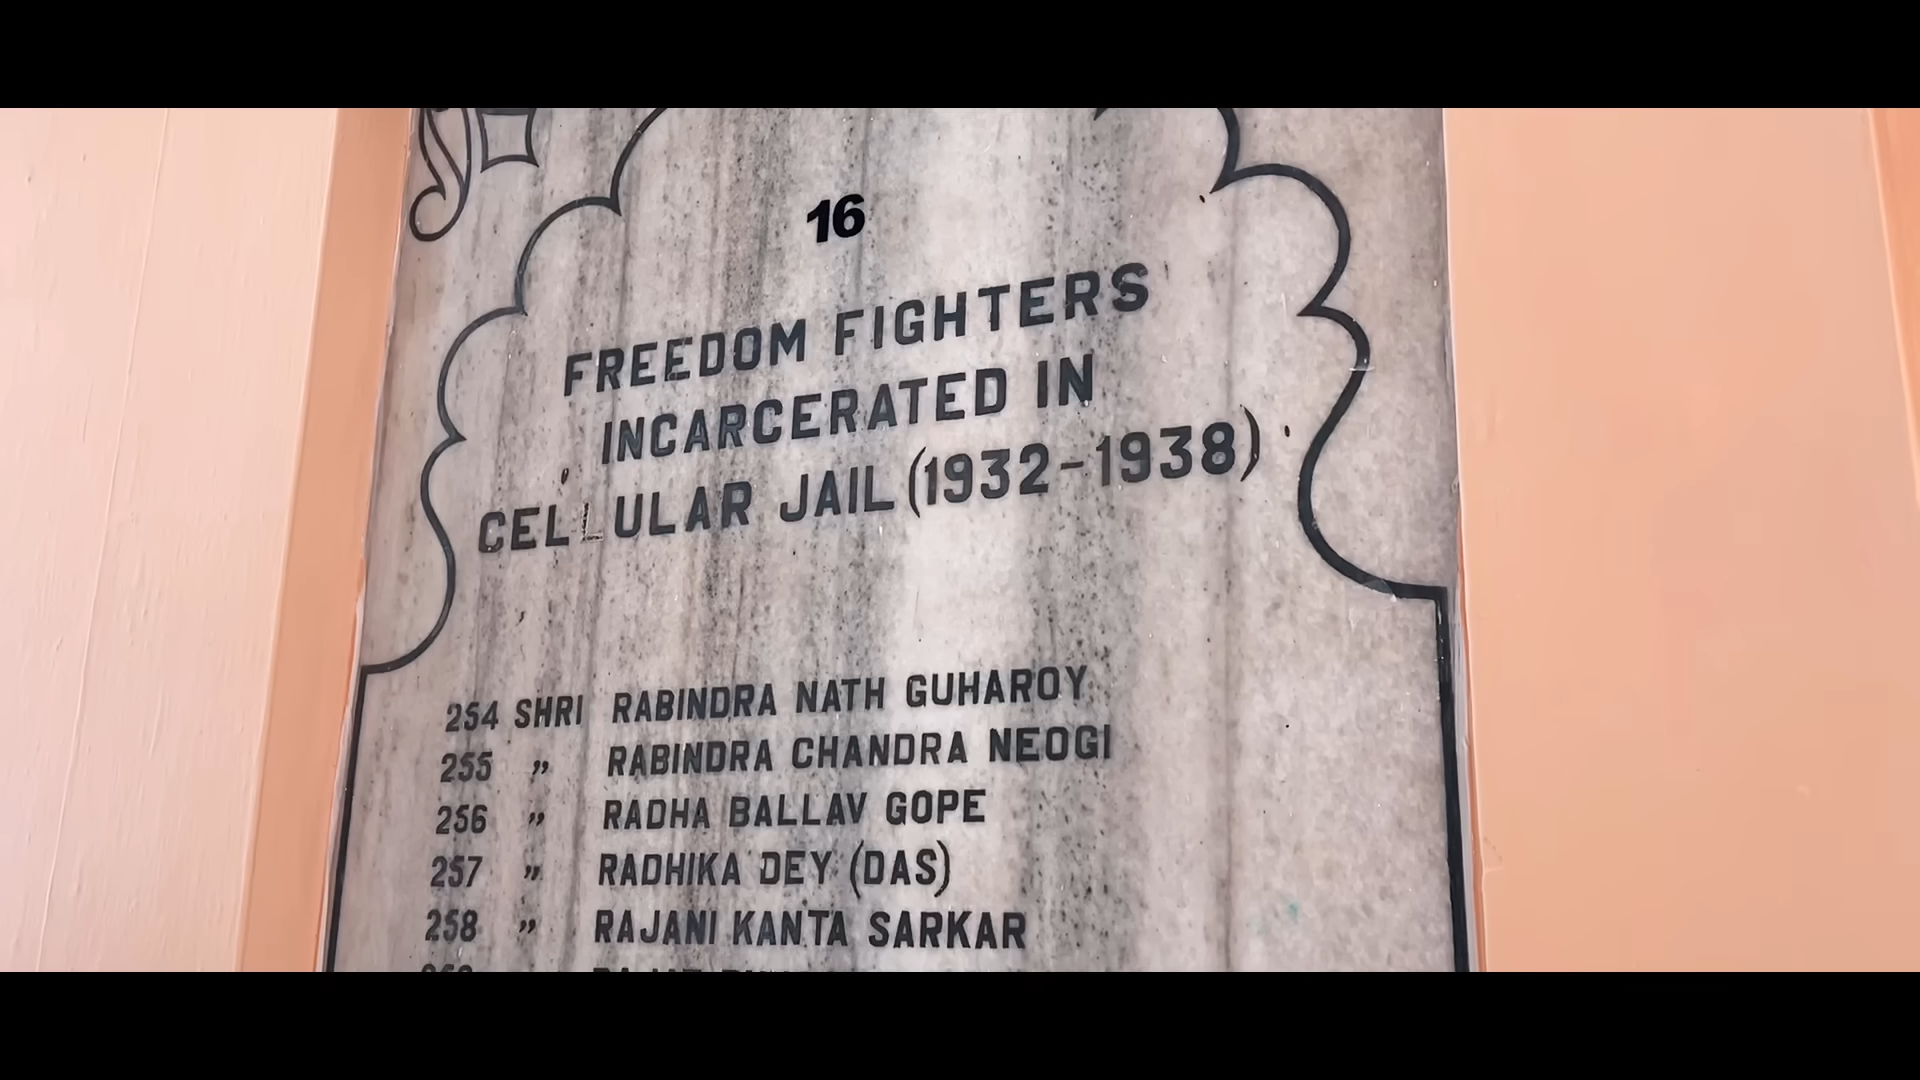 16
FREEDOM FIGHTERS
INCARCERATED IN
CELLULAR JAIL (1932-1938)
254 SHRI RABINDRA NATH GUHAROY
255 " RABINDRA CHANDRA NEOGI
256 " RADHA BALLAV GOPE
257 " RADHIKA DEY (DAS)
258 " RAJANI KANTA SARKAR